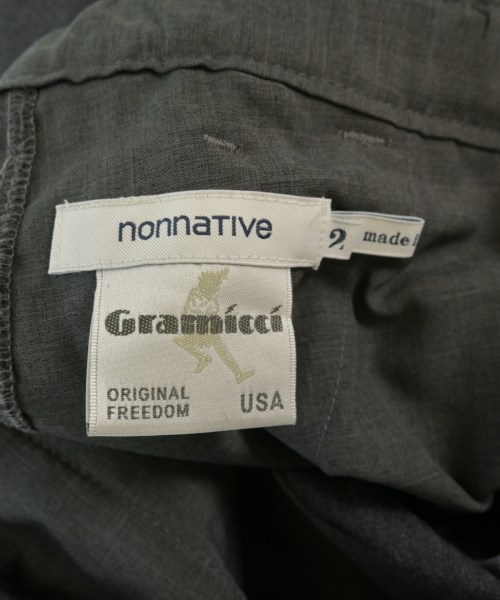 nonnative
2 made
Gramicci
ORIGINAL
FREEDOM USA